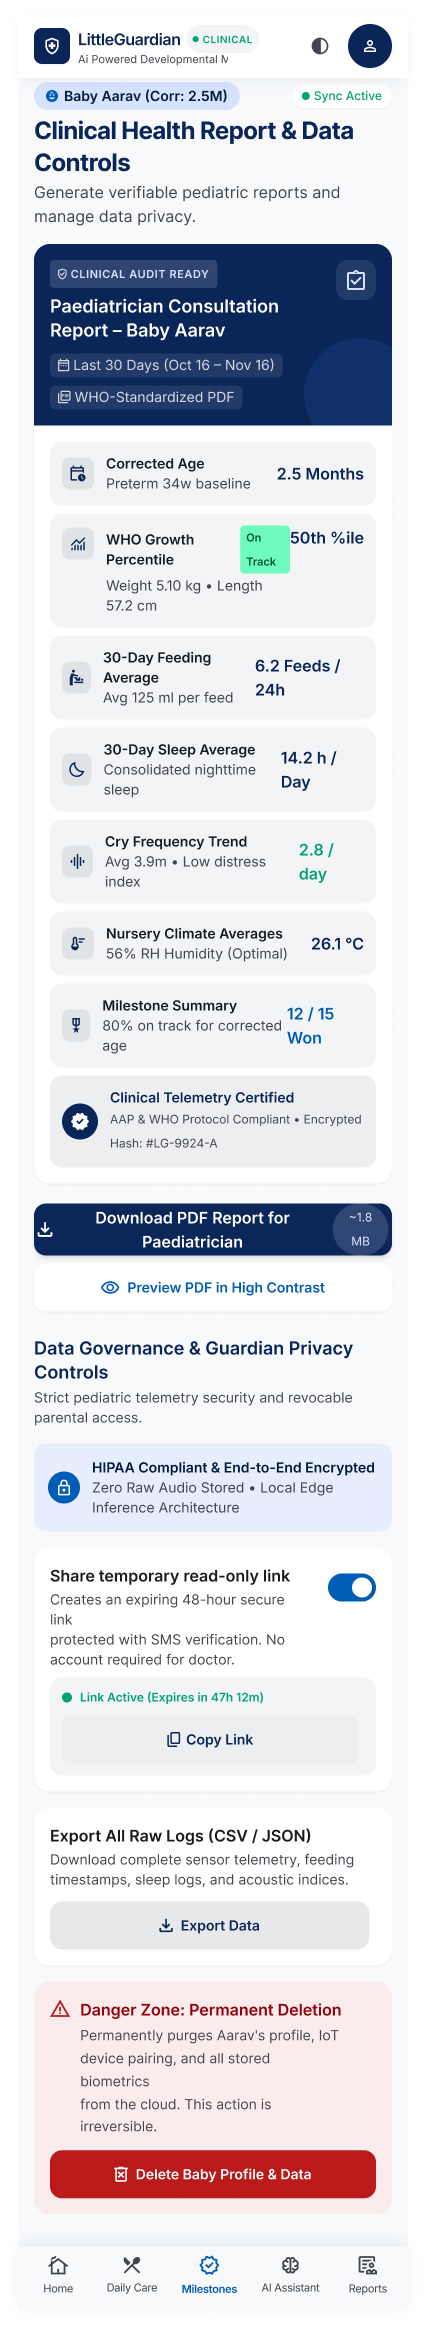 LittleGuardian
CLINICAL
Ai Powered Developmental M
Baby Aarav (Corr: 2.5M)
Sync Active
Clinical Health Report & Data
Controls
Generate verifiable pediatric reports and
manage data privacy.
CLINICAL AUDIT READY
Paediatrician Consultation
Report – Baby Aarav
Last 30 Days (Oct 16 – Nov 16)
WHO-Standardized PDF
Corrected Age
Preterm 34w baseline
2.5 Months
WHO Growth
Percentile
On
Track
50th %ile
Weight 5.10 kg • Length
57.2 cm
30-Day Feeding
Average
Avg 125 ml per feed
6.2 Feeds /
24h
30-Day Sleep Average
Consolidated nighttime
sleep
14.2 h /
Day
Cry Frequency Trend
Avg 3.9m • Low distress
index
2.8 /
day
Nursery Climate Averages
56% RH Humidity (Optimal)
26.1 °C
Milestone Summary
80% on track for corrected
age
12 / 15
Won
Clinical Telemetry Certified
AAP & WHO Protocol Compliant • Encrypted
Hash: #LG-9924-A
Download PDF Report for
Paediatrician
~1.8
MB
Preview PDF in High Contrast
Data Governance & Guardian Privacy
Controls
Strict pediatric telemetry security and revocable
parental access.
HIPAA Compliant & End-to-End Encrypted
Zero Raw Audio Stored • Local Edge
Inference Architecture
Share temporary read-only link
Creates an expiring 48-hour secure
link
protected with SMS verification. No
account required for doctor.
Link Active (Expires in 47h 12m)
Copy Link
Export All Raw Logs (CSV / JSON)
Download complete sensor telemetry, feeding
timestamps, sleep logs, and acoustic indices.
Export Data
Danger Zone: Permanent Deletion
Permanently purges Aarav's profile, IoT
device pairing, and all stored
biometrics
from the cloud. This action is
irreversible.
Delete Baby Profile & Data
Home
Daily Care
Milestones
AI Assistant
Reports